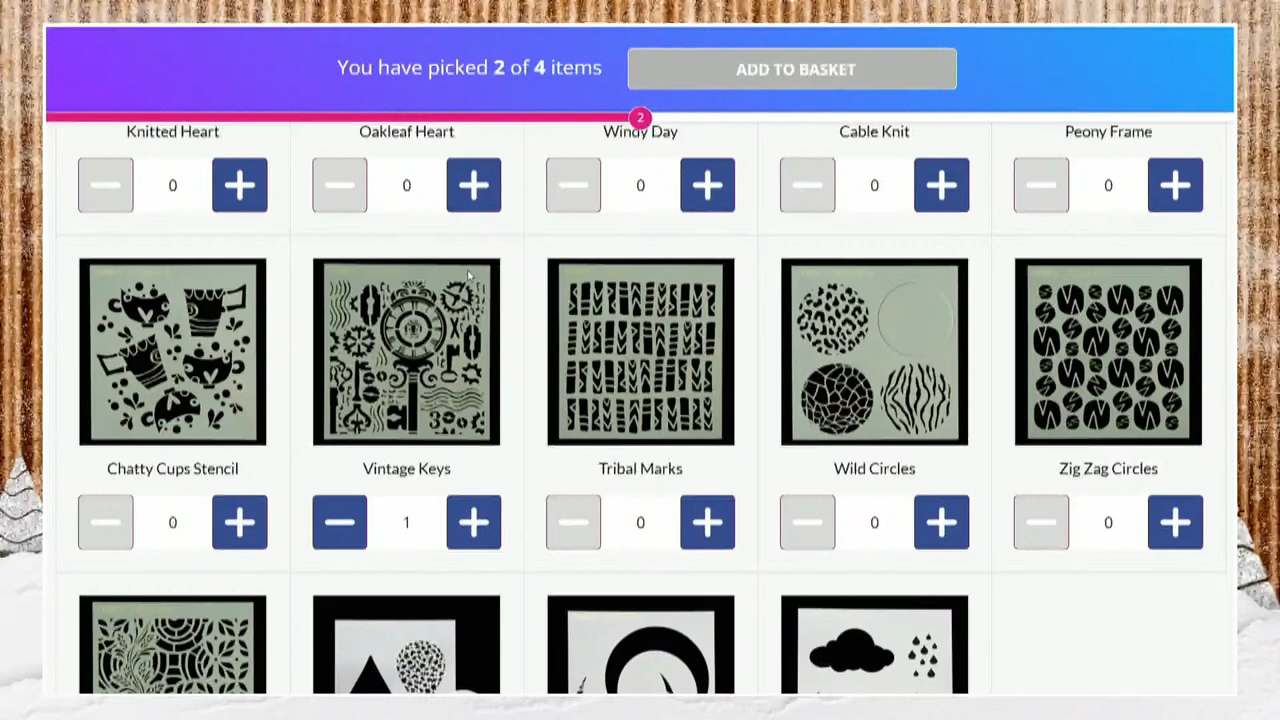 You have picked 2 of 4 items
ADD TO BASKET
2
Knitted Heart
Oakleaf Heart
Windy Day
Cable Knit
Peony Frame
0
0
0
0
0
Chatty Cups Stencil
Vintage Keys
Tribal Marks
Wild Circles
Zig Zag Circles
0
1
0
0
0